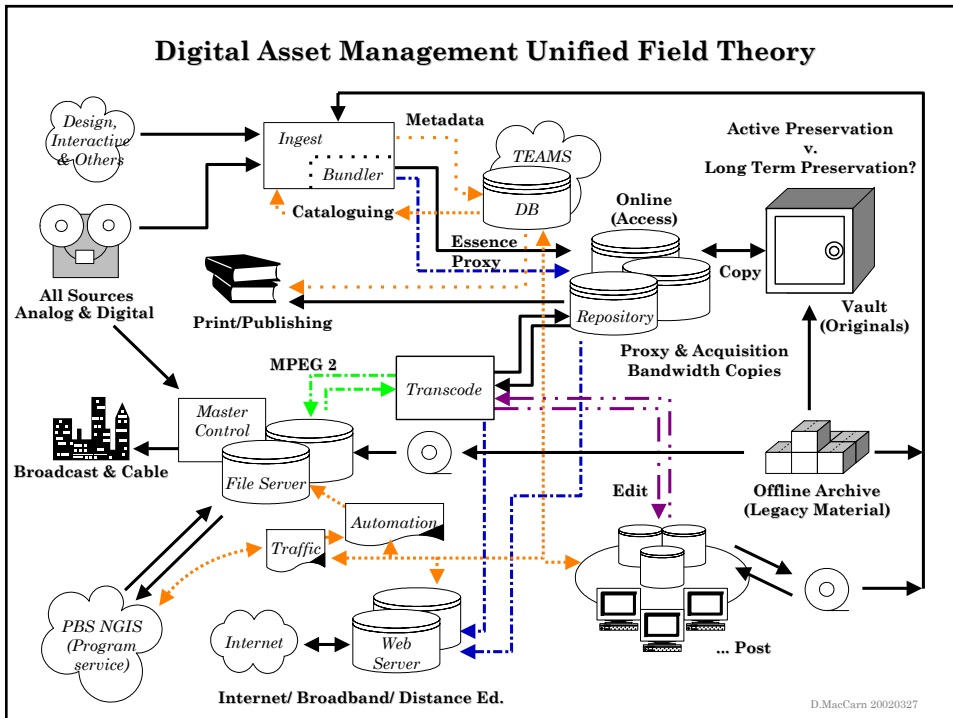 Digital Asset Management Unified Field Theory
Design,
Interactive
& Others
Ingest
Bundler
Metadata
TEAMS
DB
Cataloguing
Active Preservation
v.
Long Term Preservation?
Online
(Access)
Essence
Proxy
Copy
All Sources
Analog & Digital
Print/Publishing
Repository
Vault
(Originals)
Proxy & Acquisition
Bandwidth Copies
MPEG 2
Transcode
Master
Control
File Server
Broadcast & Cable
Edit
Offline Archive
(Legacy Material)
Automation
Traffic
PBS NGIS
(Program
service)
Internet
Web
Server
... Post
Internet/ Broadband/ Distance Ed.
D.MacCarn 20020327